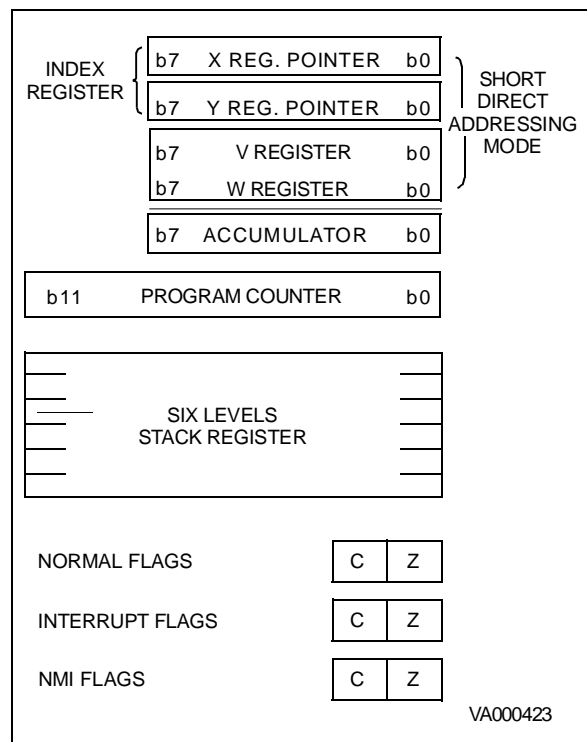 INDEX
REGISTER
b7 X REG. POINTER b0
b7 Y REG. POINTER b0
b7 V REGISTER b0
b7 W REGISTER b0
SHORT
DIRECT
ADDRESSING
MODE
b7 ACCUMULATOR b0
b11 PROGRAM COUNTER b0
SIX LEVELS
STACK REGISTER
NORMAL FLAGS C Z
INTERRUPT FLAGS C Z
NMI FLAGS C Z
VA000423